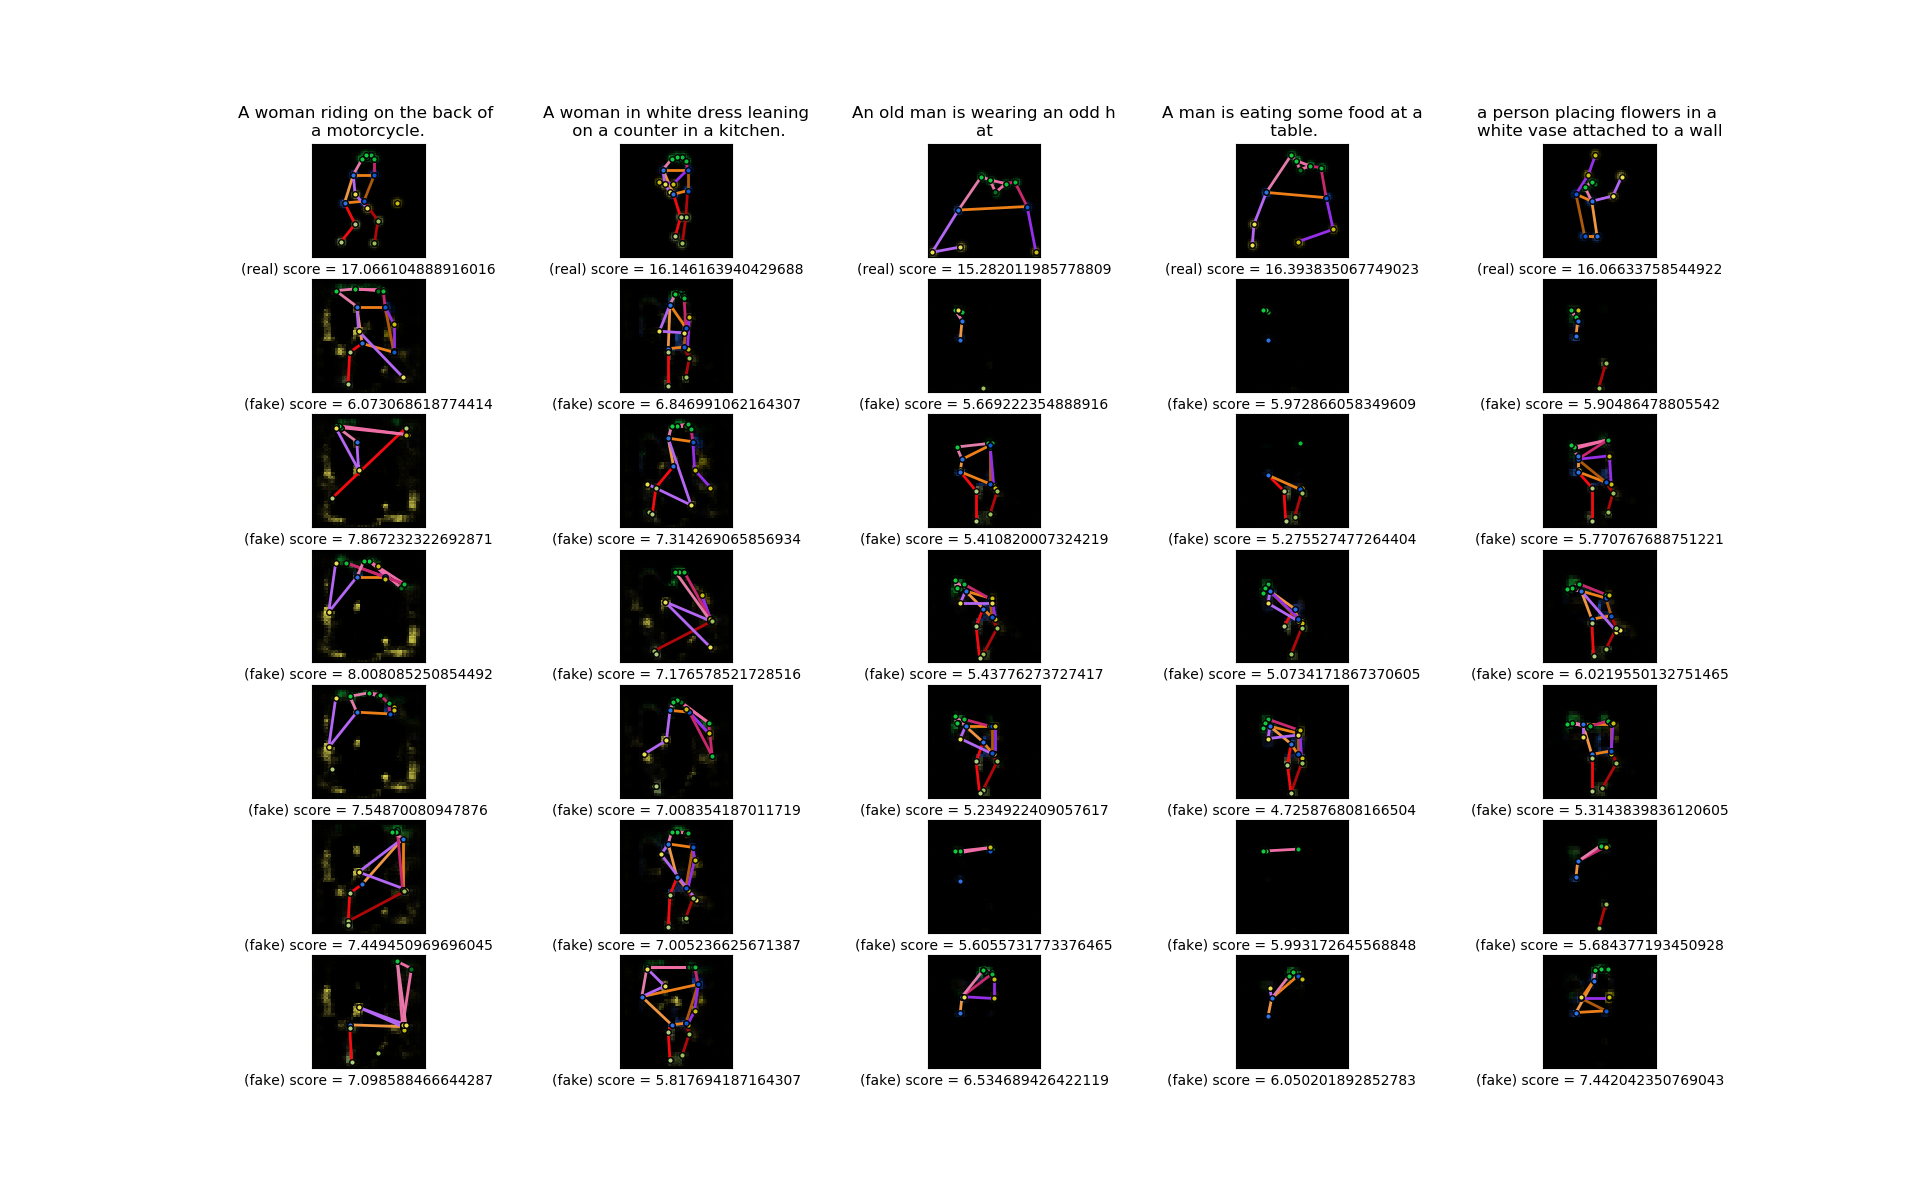 A woman riding on the back of
a motorcycle.
A woman in white dress leaning
on a counter in a kitchen.
An old man is wearing an odd h
at
A man is eating some food at a
table.
a person placing flowers in a
white vase attached to a wall
(real) score = 17.066104888916016
(real) score = 16.146163940429688
(real) score = 15.282011985778809
(real) score = 16.393835067749023
(real) score = 16.06633758544922
(fake) score = 6.073068618774414
(fake) score = 6.846991062164307
(fake) score = 5.669222354888916
(fake) score = 5.972866058349609
(fake) score = 5.90486478805542
(fake) score = 7.867232322692871
(fake) score = 7.314269065856934
(fake) score = 5.410820007324219
(fake) score = 5.275527477264404
(fake) score = 5.770767688751221
(fake) score = 8.008085250854492
(fake) score = 7.176578521728516
(fake) score = 5.43776273727417
(fake) score = 5.0734171867370605
(fake) score = 6.0219550132751465
(fake) score = 7.54870080947876
(fake) score = 7.008354187011719
(fake) score = 5.234922409057617
(fake) score = 4.725876808166504
(fake) score = 5.3143839836120605
(fake) score = 7.449450969696045
(fake) score = 7.005236625671387
(fake) score = 5.6055731773376465
(fake) score = 5.993172645568848
(fake) score = 5.684377193450928
(fake) score = 7.098588466644287
(fake) score = 5.817694187164307
(fake) score = 6.534689426422119
(fake) score = 6.050201892852783
(fake) score = 7.442042350769043